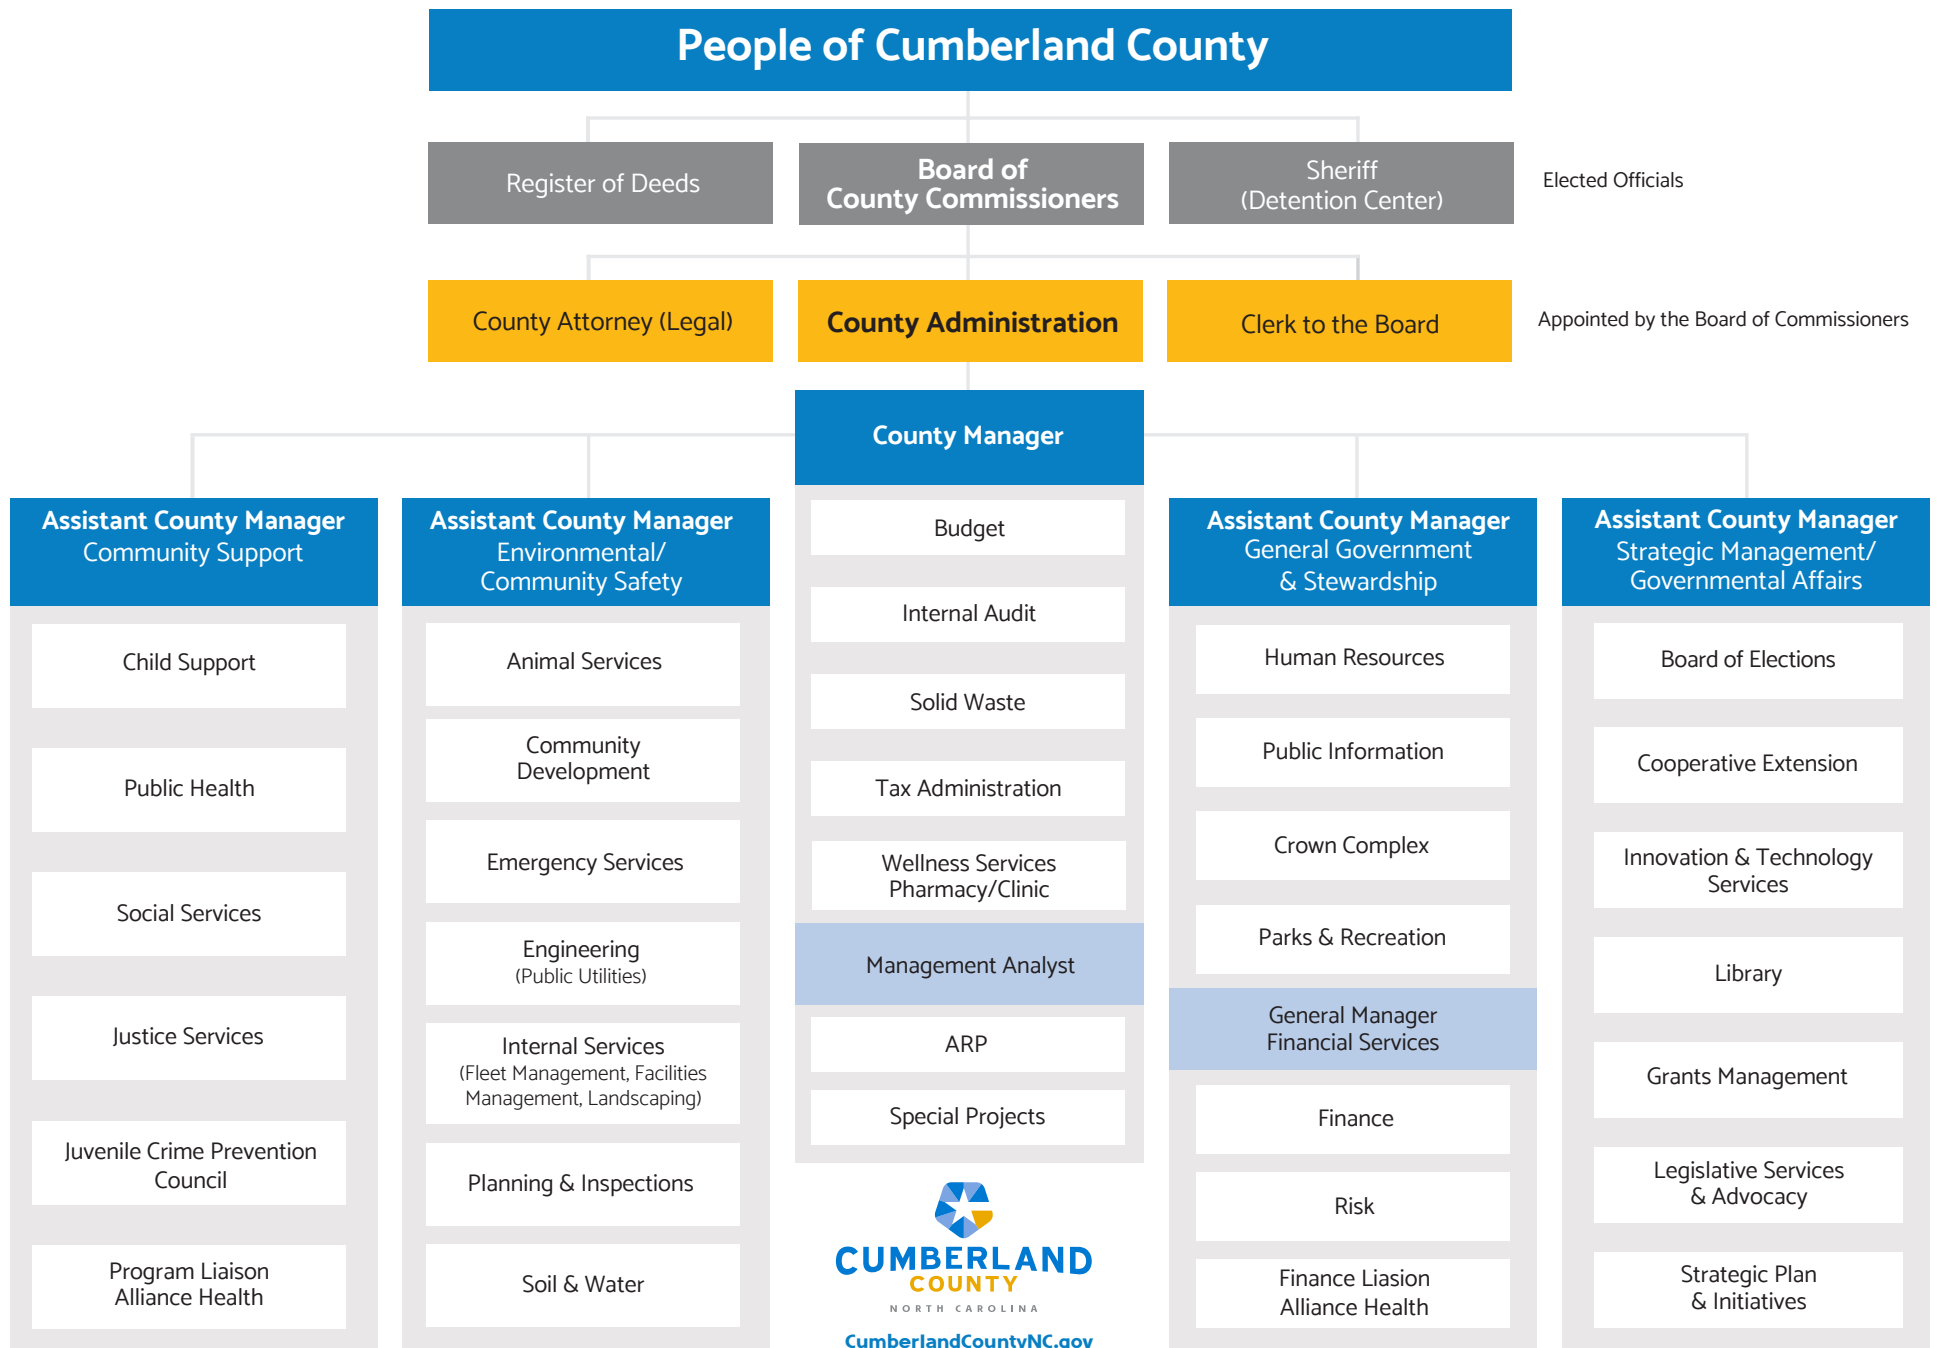 People of Cumberland County
Register of Deeds
Board of
County Commissioners
Sheriff
(Detention Center)
Elected Officials
County Attorney (Legal)
County Administration
Clerk to the Board
Appointed by the Board of Commissioners
County Manager
Budget
Internal Audit
Solid Waste
Tax Administration
Wellness Services
Pharmacy/Clinic
Management Analyst
ARP
Special Projects
Assistant County Manager
Community Support
Child Support
Public Health
Social Services
Justice Services
Juvenile Crime Prevention
Council
Program Liaison
Alliance Health
Assistant County Manager
Environmental/
Community Safety
Animal Services
Community
Development
Emergency Services
Engineering
(Public Utilities)
Internal Services
(Fleet Management, Facilities
Management, Landscaping)
Planning & Inspections
Soil & Water
Assistant County Manager
General Government
& Stewardship
Human Resources
Public Information
Crown Complex
Parks & Recreation
General Manager
Financial Services
Finance
Risk
Finance Liasion
Alliance Health
Assistant County Manager
Strategic Management/
Governmental Affairs
Board of Elections
Cooperative Extension
Innovation & Technology
Services
Library
Grants Management
Legislative Services
& Advocacy
Strategic Plan
& Initiatives
CUMBERLAND
COUNTY
NORTH CAROLINA
CumberlandCountyNC.gov